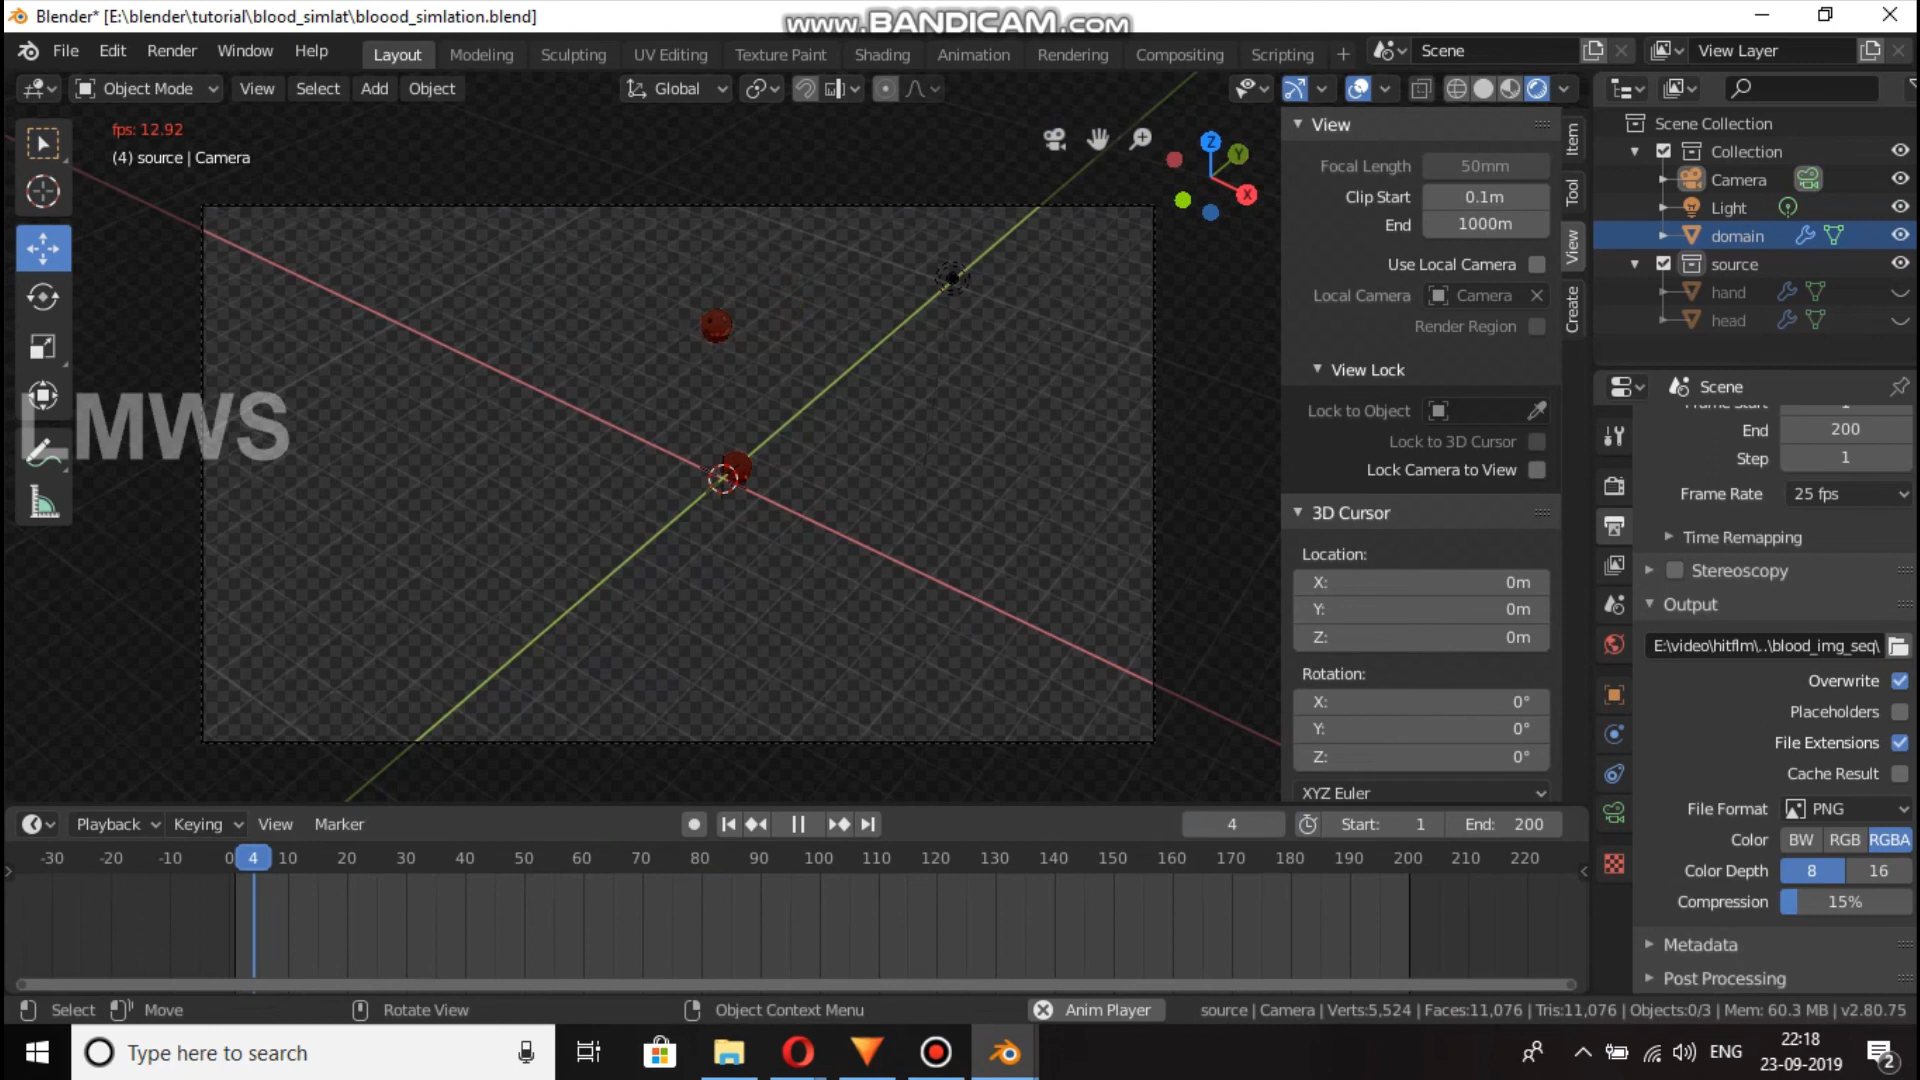 Blender* [E:\blender\tutorial\blood_simlat\bloood_simlation.blend]
www.BANDICAM.com
File Edit Render Window Help
Layout Modeling Sculpting UV Editing Texture Paint Shading Animation Rendering Compositing Scripting +
Scene
View Layer
Object Mode View Select Add Object
Global
fps: 12.92
(4) source | Camera
Z
Y
X
View
Focal Length 50mm
Clip Start 0.1m
End 1000m
Use Local Camera
Local Camera Camera
Render Region
View Lock
Lock to Object
Lock to 3D Cursor
Lock Camera to View
3D Cursor
Location:
X: 0m
Y: 0m
Z: 0m
Rotation:
X: 0°
Y: 0°
Z: 0°
XYZ Euler
Item
Tool
View
Create
Scene Collection
Collection
Camera
Light
domain
source
hand
head
Scene
Frame Start 1
End 200
Step 1
Frame Rate 25 fps
Time Remapping
Stereoscopy
Output
E:\video\hitflm\..\blood_img_seq\
Overwrite
Placeholders
File Extensions
Cache Result
File Format PNG
Color BW RGB RGBA
Color Depth 8 16
Compression 15%
Metadata
Post Processing
LMWS
Playback Keying View Marker
4 Start: 1 End: 200
-30 -20 -10 0 4 10 20 30 40 50 60 70 80 90 100 110 120 130 140 150 160 170 180 190 200 210 220
Select Move Rotate View Object Context Menu Anim Player source | Camera | Verts:5,524 | Faces:11,076 | Tris:11,076 | Objects:0/3 | Mem: 60.3 MB | v2.80.75
Type here to search
ENG
22:18
23-09-2019
2